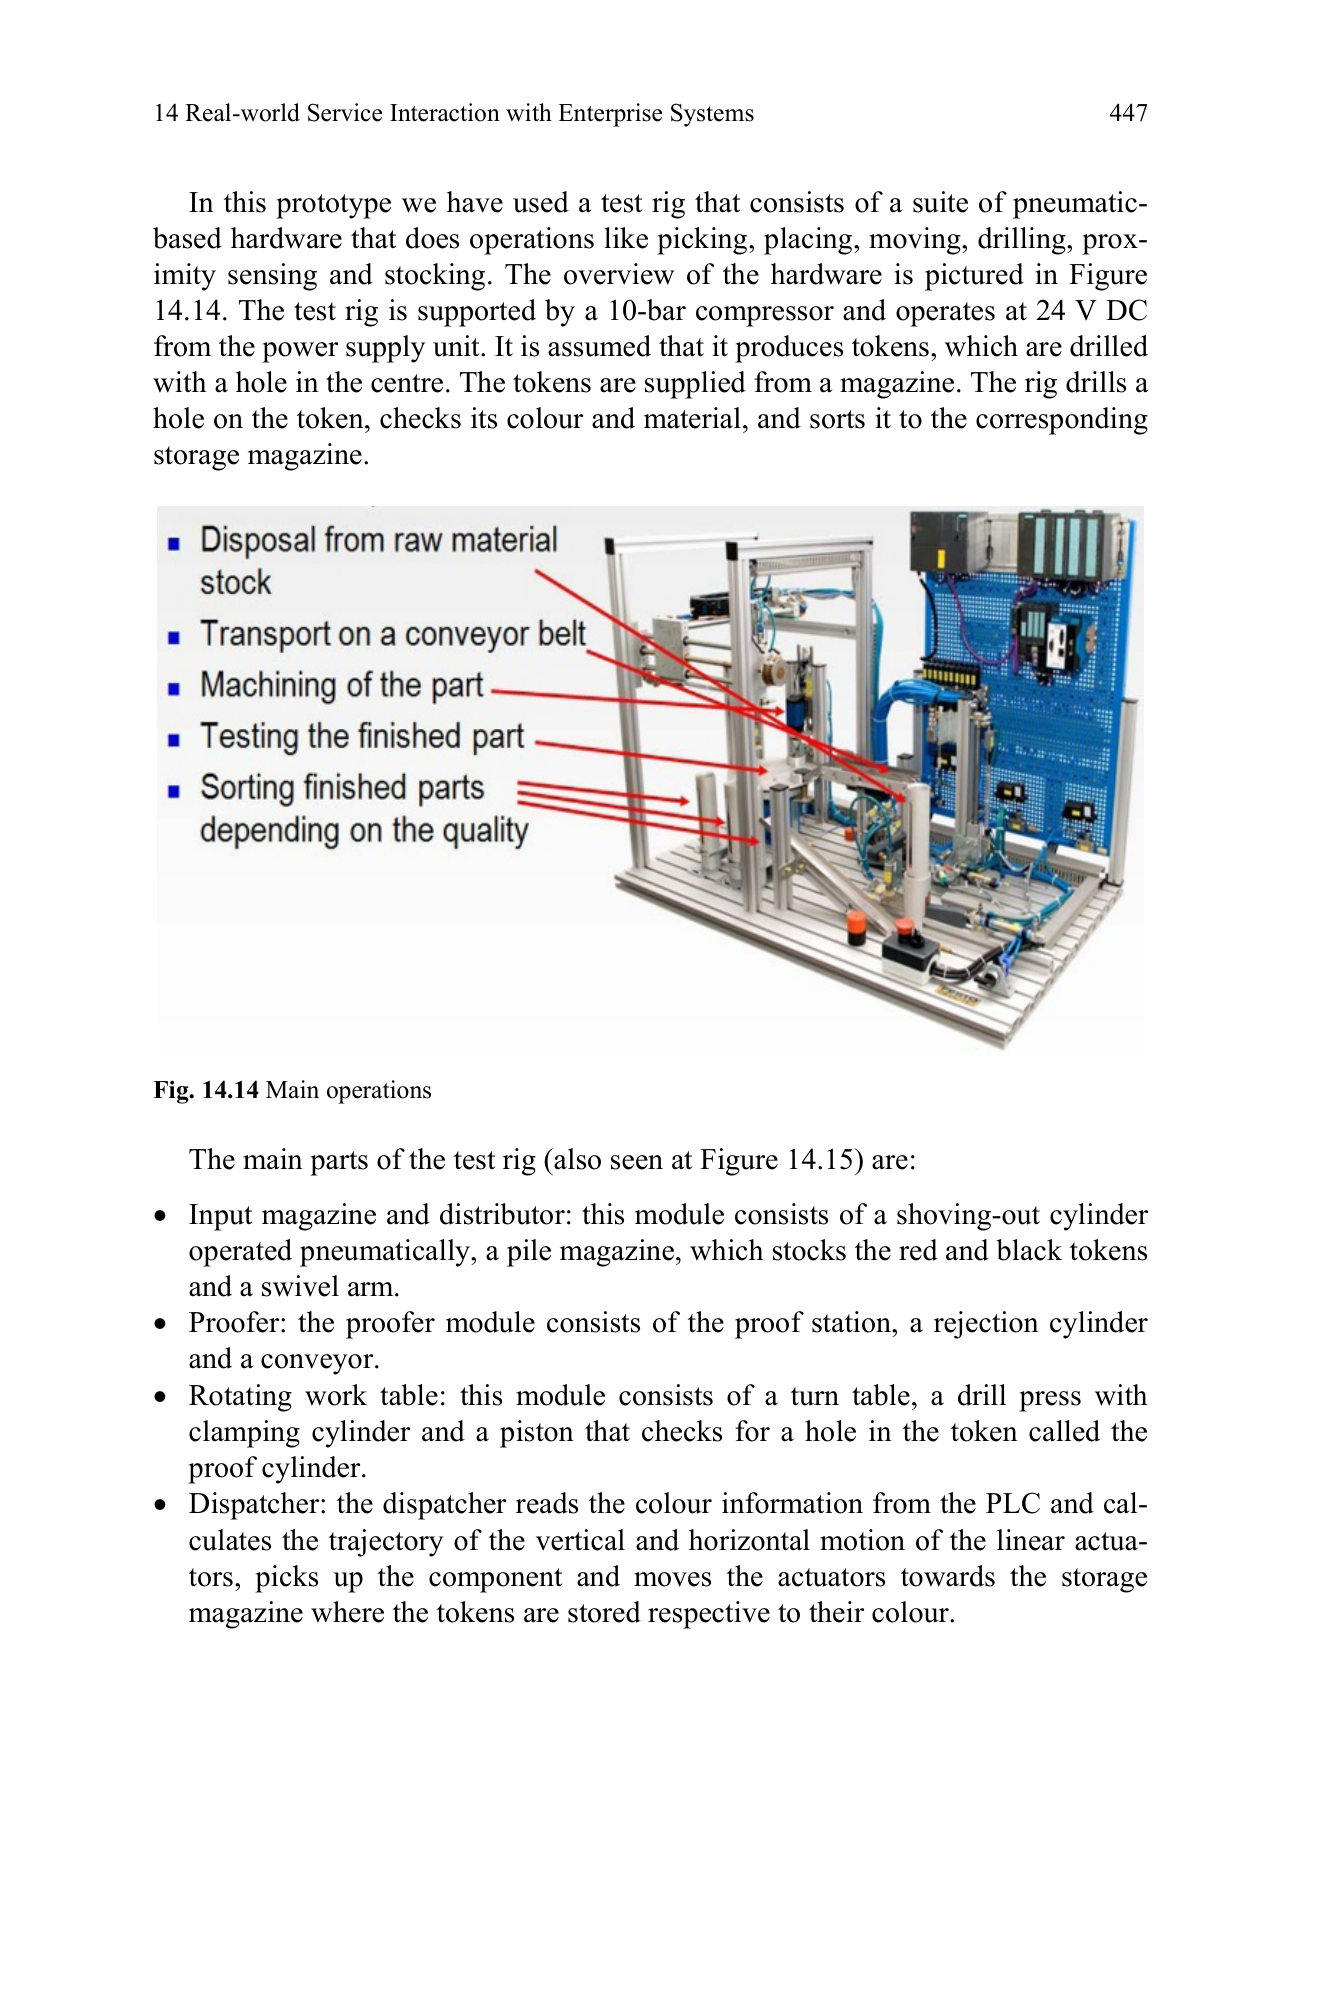 14 Real-world Service Interaction with Enterprise Systems 447
In this prototype we have used a test rig that consists of a suite of pneumatic-
based hardware that does operations like picking, placing, moving, drilling, prox-
imity sensing and stocking. The overview of the hardware is pictured in Figure
14.14. The test rig is supported by a 10-bar compressor and operates at 24 V DC
from the power supply unit. It is assumed that it produces tokens, which are drilled
with a hole in the centre. The tokens are supplied from a magazine. The rig drills a
hole on the token, checks its colour and material, and sorts it to the corresponding
storage magazine.
▪ Disposal from raw material
stock
▪ Transport on a conveyor belt
▪ Machining of the part
▪ Testing the finished part
▪ Sorting finished parts
depending on the quality
Fig. 14.14 Main operations
The main parts of the test rig (also seen at Figure 14.15) are:
• Input magazine and distributor: this module consists of a shoving-out cylinder
operated pneumatically, a pile magazine, which stocks the red and black tokens
and a swivel arm.
• Proofer: the proofer module consists of the proof station, a rejection cylinder
and a conveyor.
• Rotating work table: this module consists of a turn table, a drill press with
clamping cylinder and a piston that checks for a hole in the token called the
proof cylinder.
• Dispatcher: the dispatcher reads the colour information from the PLC and cal-
culates the trajectory of the vertical and horizontal motion of the linear actua-
tors, picks up the component and moves the actuators towards the storage
magazine where the tokens are stored respective to their colour.